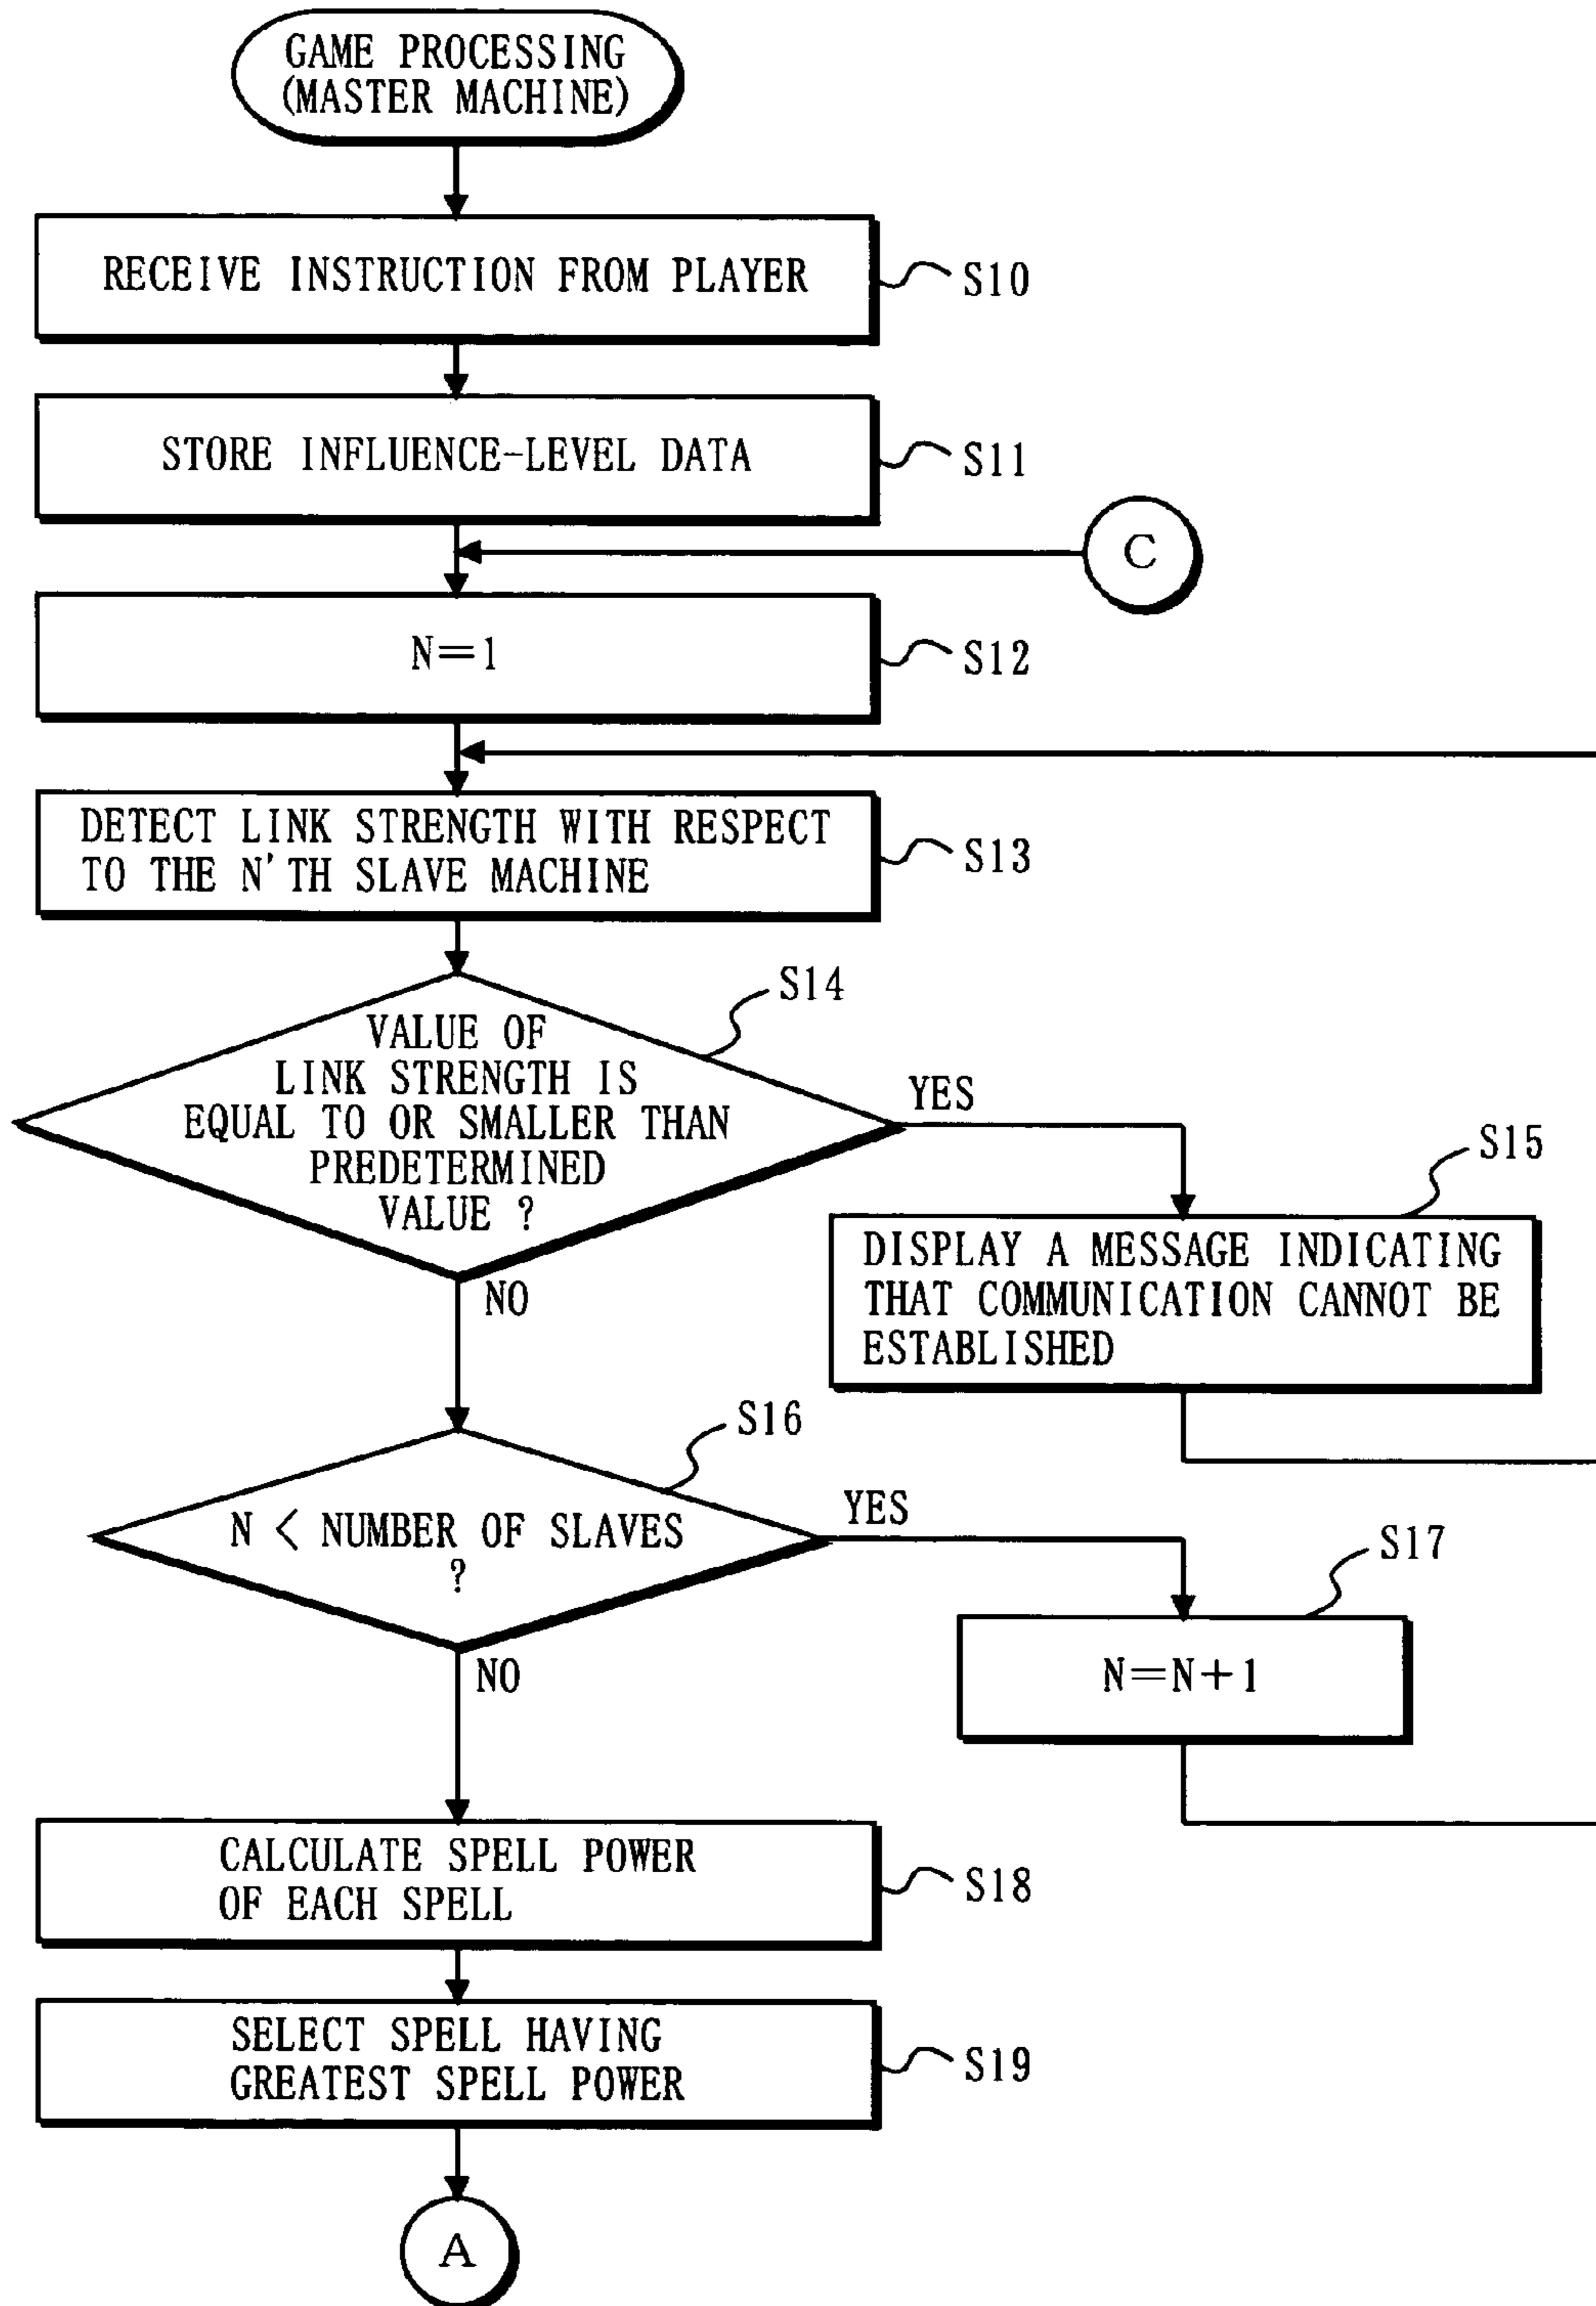 GAME PROCESSING
(MASTER MACHINE)
RECEIVE INSTRUCTION FROM PLAYER
S10
STORE INFLUENCE-LEVEL DATA
S11
C
N=1
S12
DETECT LINK STRENGTH WITH RESPECT
TO THE N'TH SLAVE MACHINE
S13
S14
VALUE OF
LINK STRENGTH IS
EQUAL TO OR SMALLER THAN
PREDETERMINED
VALUE ?
YES
NO
S15
DISPLAY A MESSAGE INDICATING
THAT COMMUNICATION CANNOT BE
ESTABLISHED
S16
N < NUMBER OF SLAVES
?
YES
NO
S17
N=N+1
CALCULATE SPELL POWER
OF EACH SPELL
S18
SELECT SPELL HAVING
GREATEST SPELL POWER
S19
A